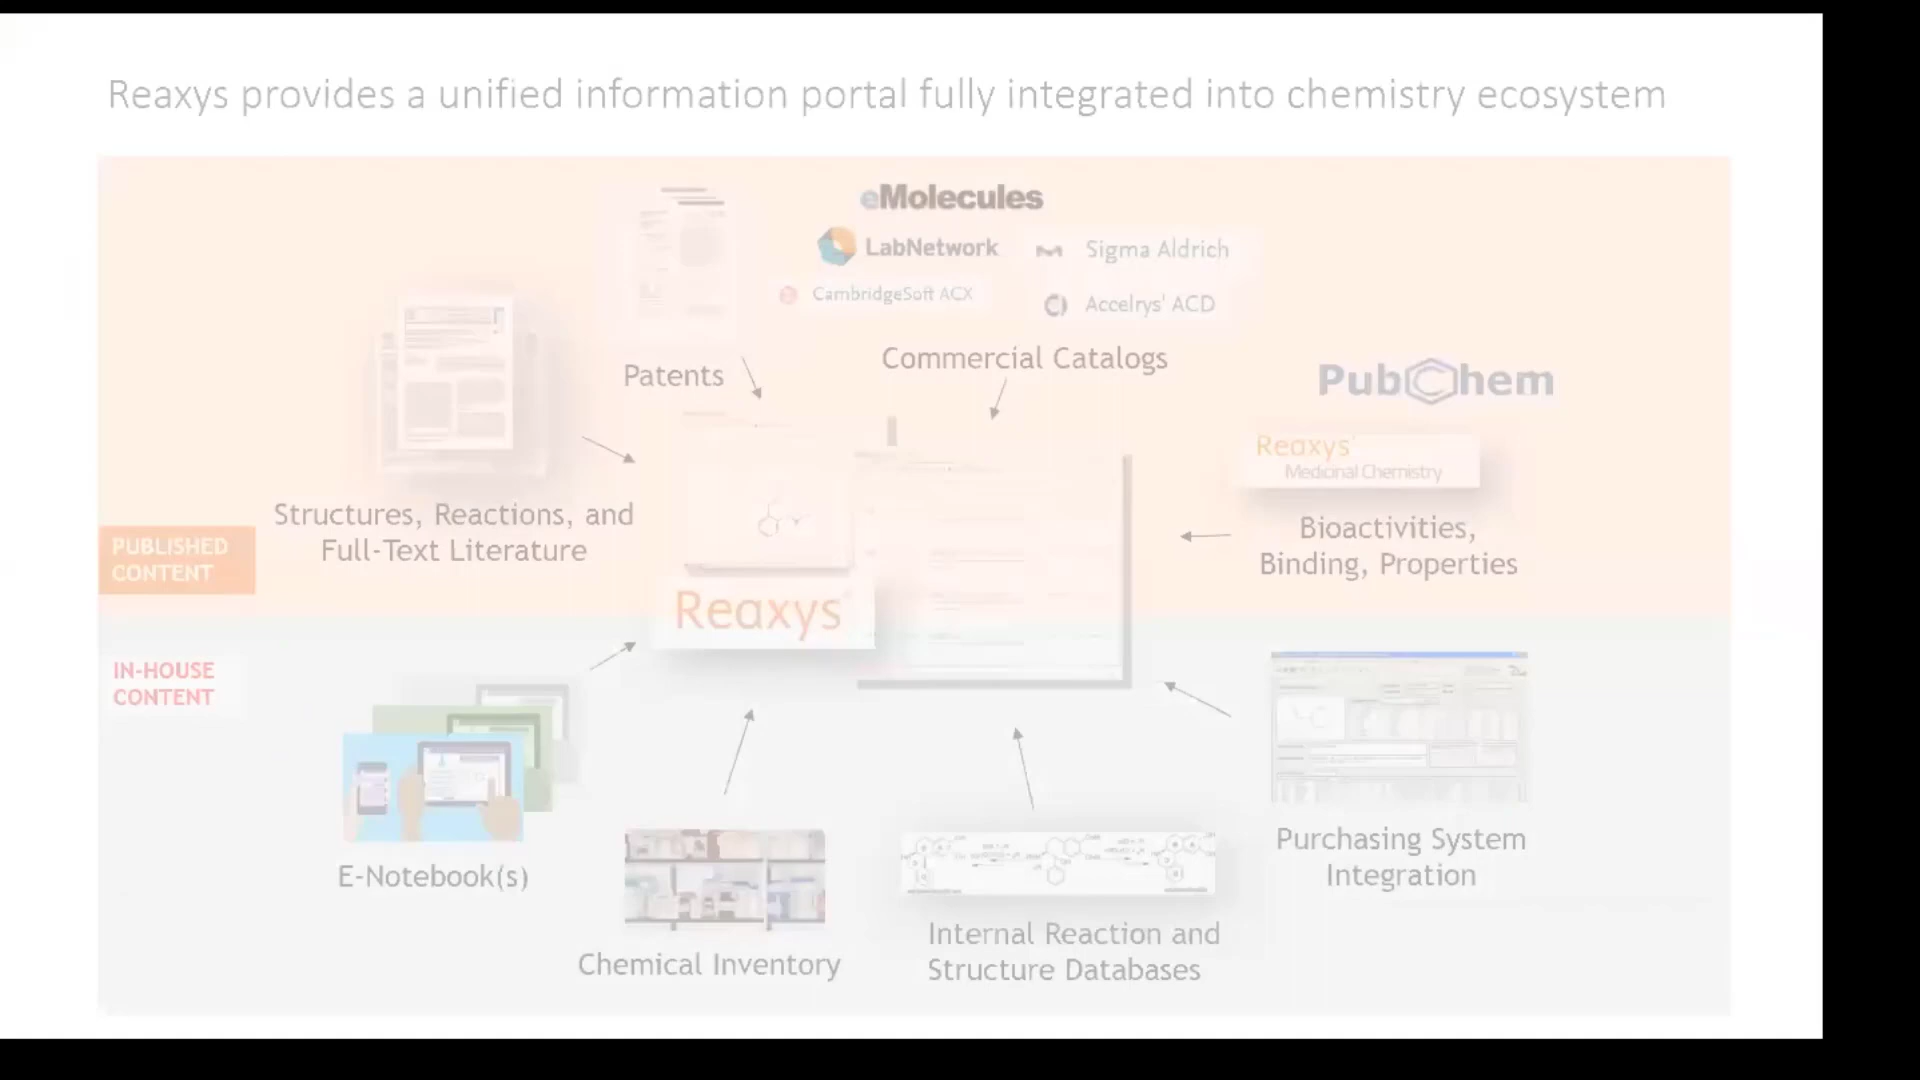 Reaxys provides a unified information portal fully integrated into chemistry ecosystem
eMolecules
LabNetwork
Sigma Aldrich
CambridgeSoft ACX
Accelrys' ACD
Patents
Commercial Catalogs
PubChem
Reaxys
Medicinal Chemistry
Structures, Reactions, and
Full-Text Literature
Bioactivities,
Binding, Properties
PUBLISHED
CONTENT
Reaxys
IN-HOUSE
CONTENT
E-Notebook(s)
Chemical Inventory
Internal Reaction and
Structure Databases
Purchasing System
Integration